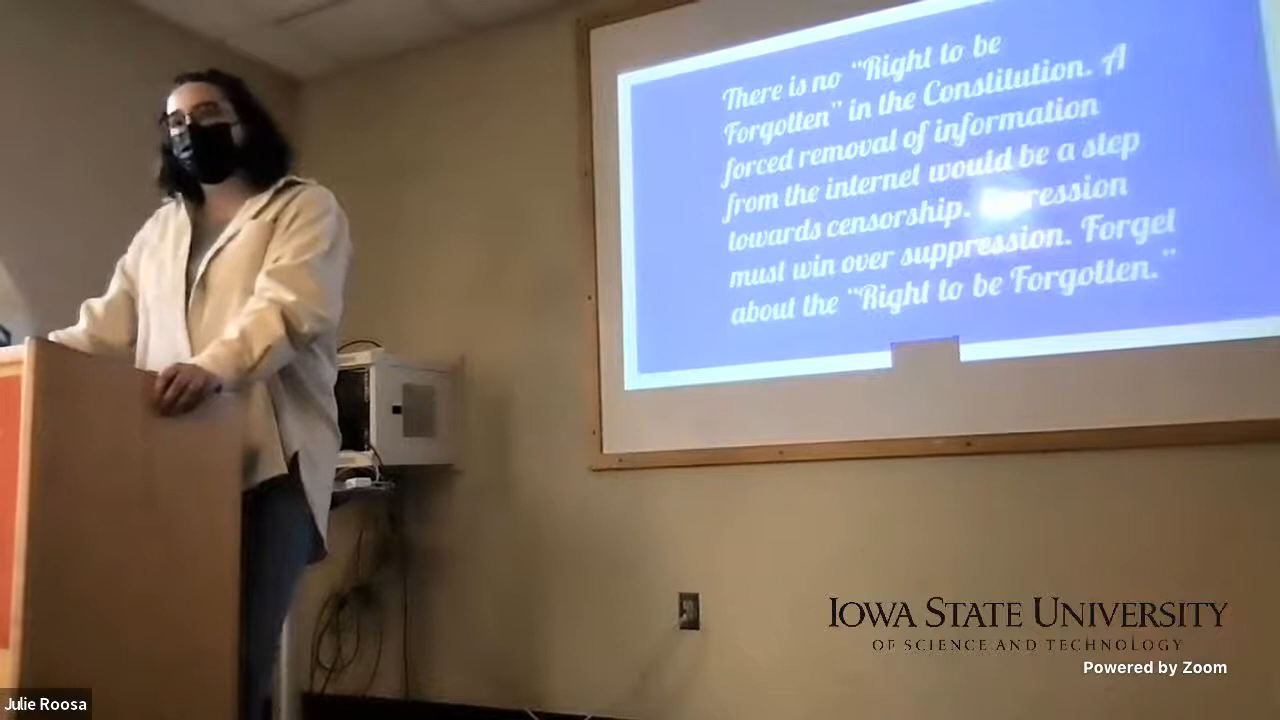 There is no "Right to be
Forgotten" in the Constitution. A
forced removal of information
from the internet would be a step
towards censorship.
must win over suppression. Forget
about the "Right to be Forgotten."
IOWA STATE UNIVERSITY
OF SCIENCE AND TECHNOLOGY
Powered by Zoom
Julie Roosa